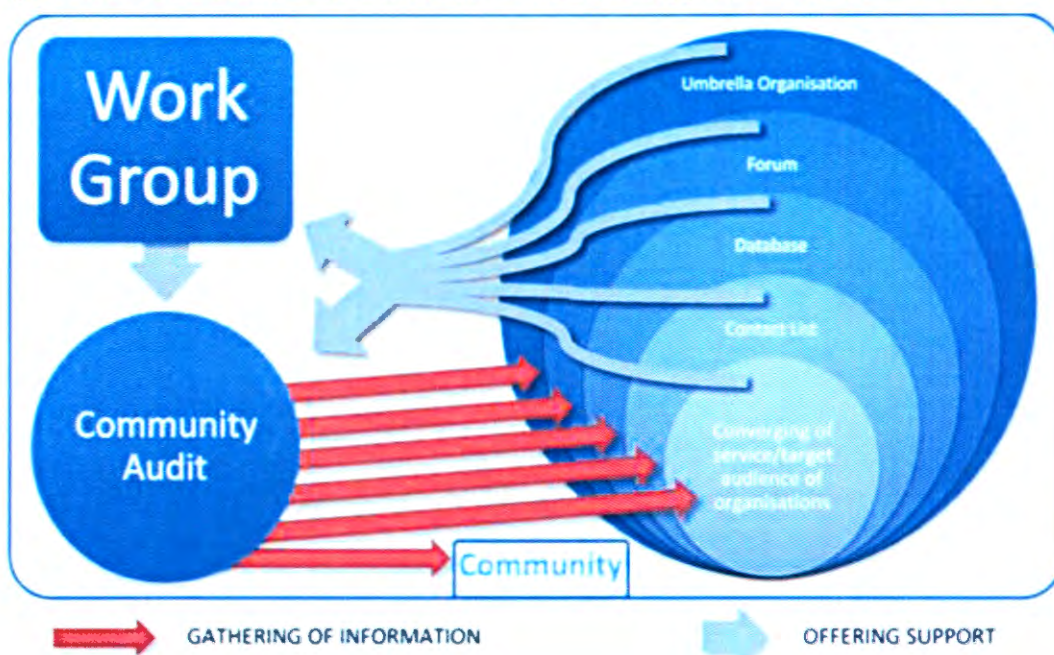 Work
Group
Umbrella Organisation
Forum
Database
Contact List
Community
Audit
Converging of
service/target
audience of
organisations
Community
GATHERING OF INFORMATION
OFFERING SUPPORT